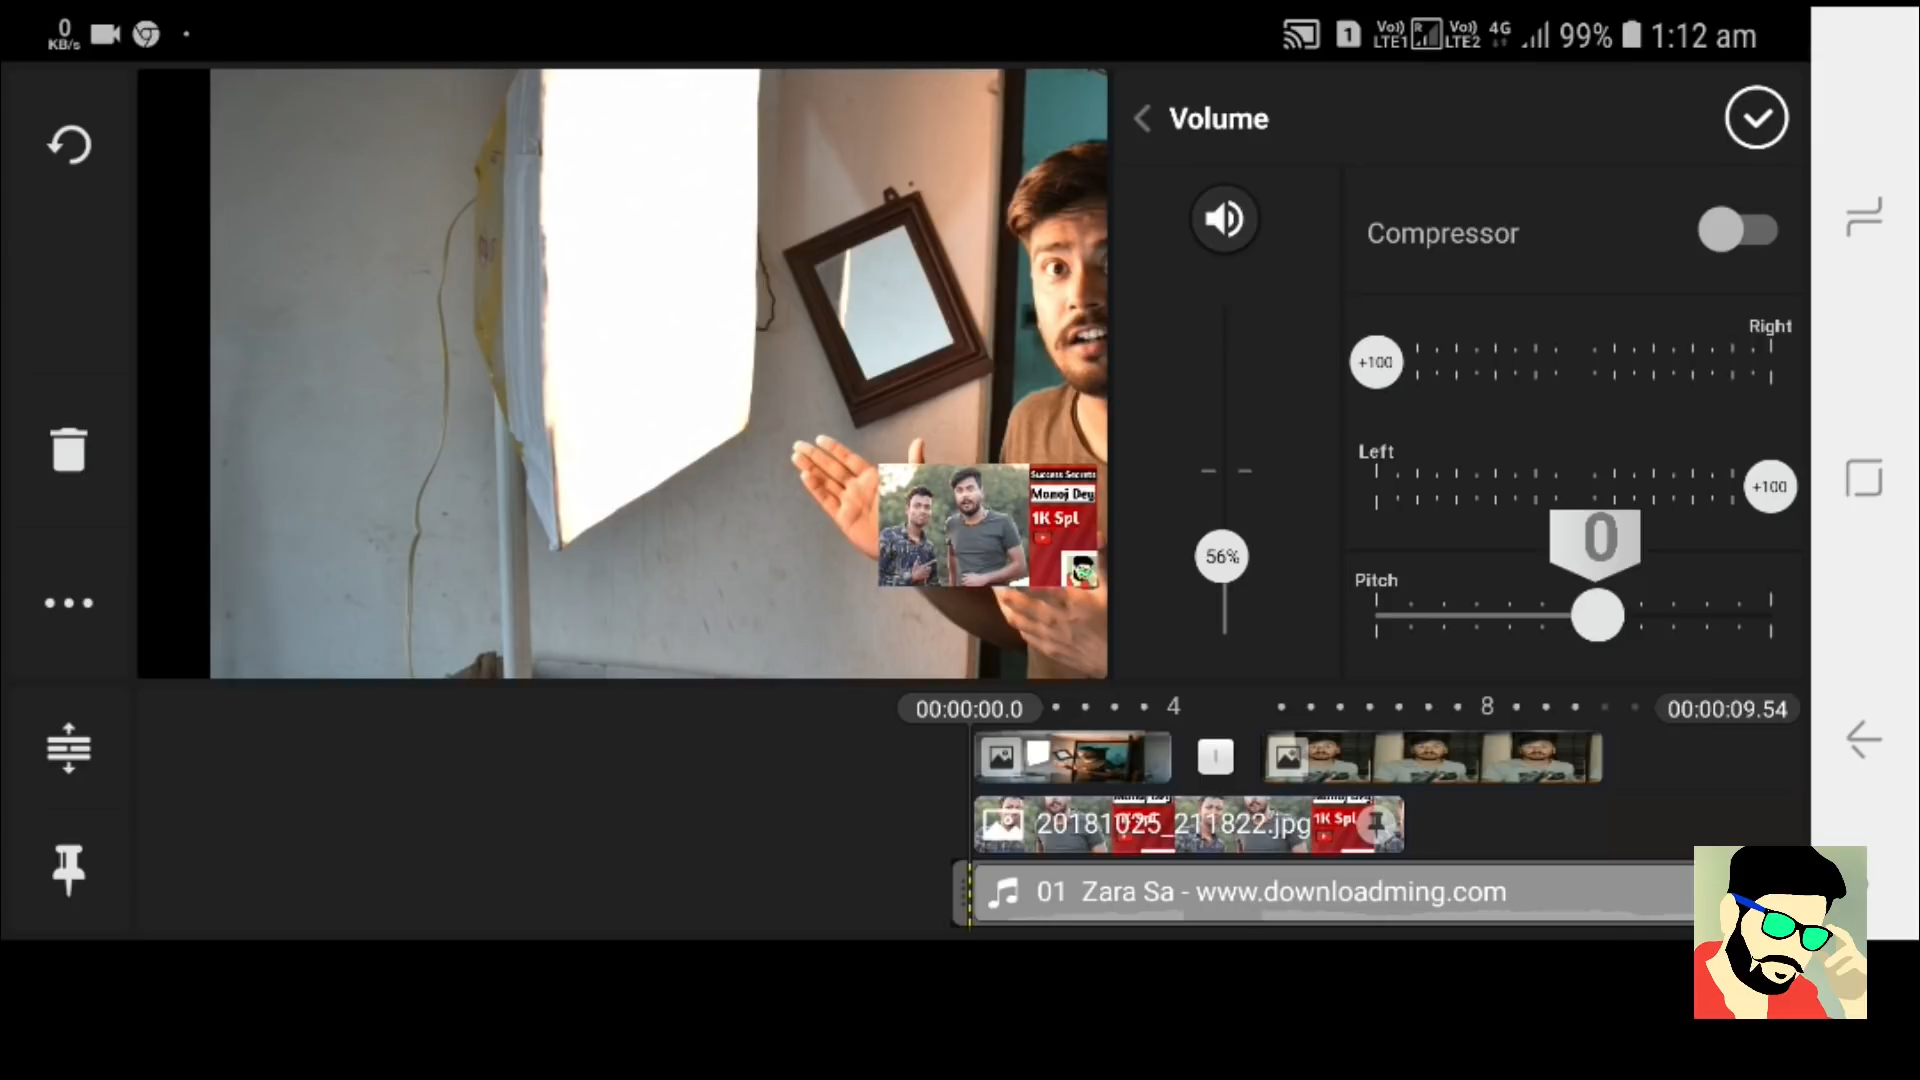 0
KB/s
1
Vo))
LTE1
R
Vo))
LTE2
4G
99%
1:12 am
Volume
Compressor
Right
+100
Left
+100
0
Pitch
56%
Success Secrets
Manoj Dey
1K Spl
00:00:00.0
4
8
00:00:09.54
20181025_211822.jpg
1K Spl
01 Zara Sa - www.downloadming.com